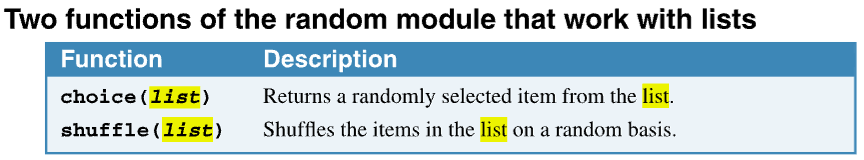 Two functions of the random module that work with lists
Function Description
choice(list) Returns a randomly selected item from the list.
shuffle(list) Shuffles the items in the list on a random basis.